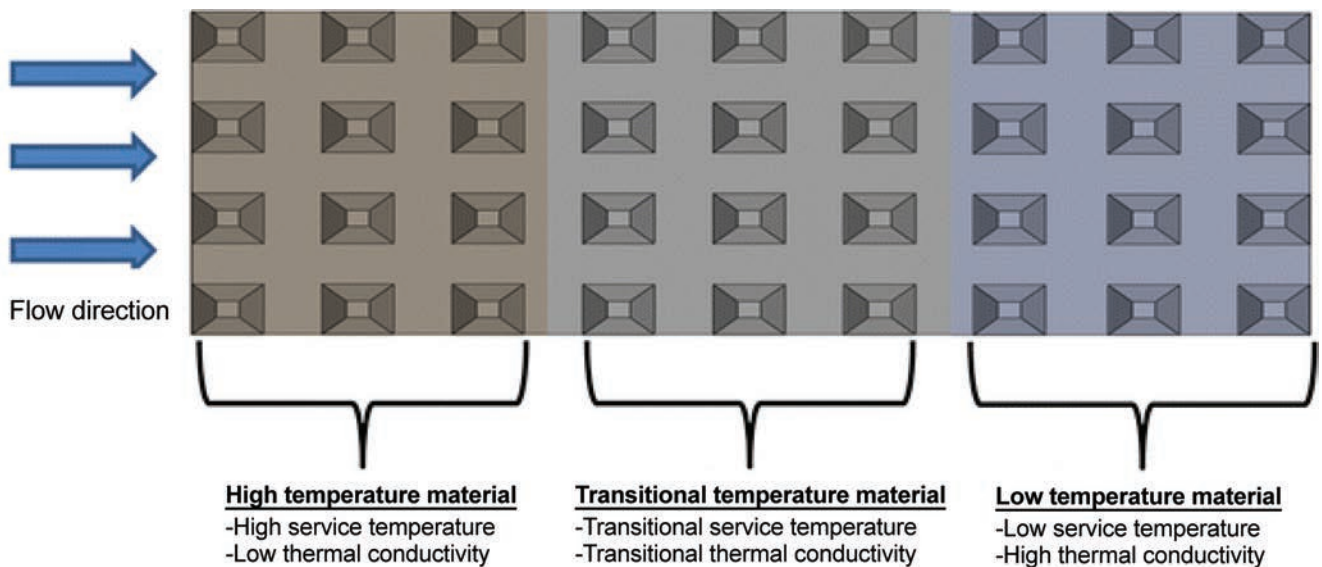 Flow direction
High temperature material
-High service temperature
-Low thermal conductivity
Transitional temperature material
-Transitional service temperature
-Transitional thermal conductivity
Low temperature material
-Low service temperature
-High thermal conductivity